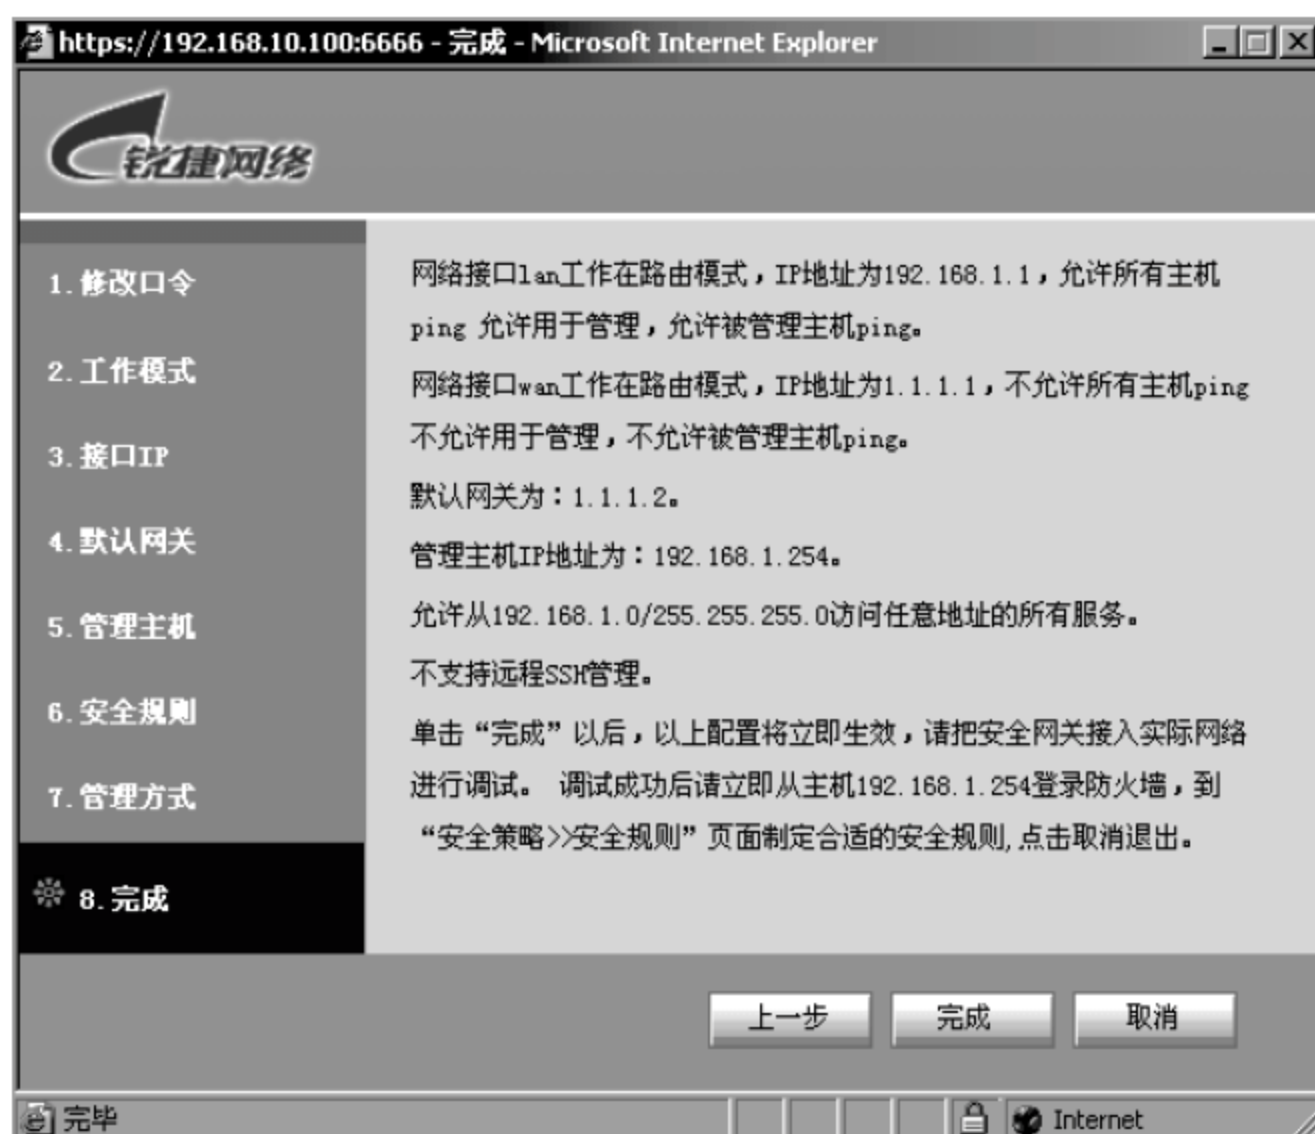 https://192.168.10.100:6666 - 完成 - Microsoft Internet Explorer
锐捷网络
1. 修改口令
2. 工作模式
3. 接口IP
4. 默认网关
5. 管理主机
6. 安全规则
7. 管理方式
8. 完成
网络接口lan工作在路由模式，IP地址为192.168.1.1，允许所有主机
ping 允许用于管理，允许被管理主机ping。
网络接口wan工作在路由模式，IP地址为1.1.1.1，不允许所有主机ping
不允许用于管理，不允许被管理主机ping。
默认网关为：1.1.1.2。
管理主机IP地址为：192.168.1.254。
允许从192.168.1.0/255.255.255.0访问任意地址的所有服务。
不支持远程SSH管理。
单击“完成”以后，以上配置将立即生效，请把安全网关接入实际网络
进行调试。 调试成功后请立即从主机192.168.1.254登录防火墙，到
“安全策略>>安全规则”页面制定合适的安全规则,点击取消退出。
上一步 完成 取消
完毕 Internet